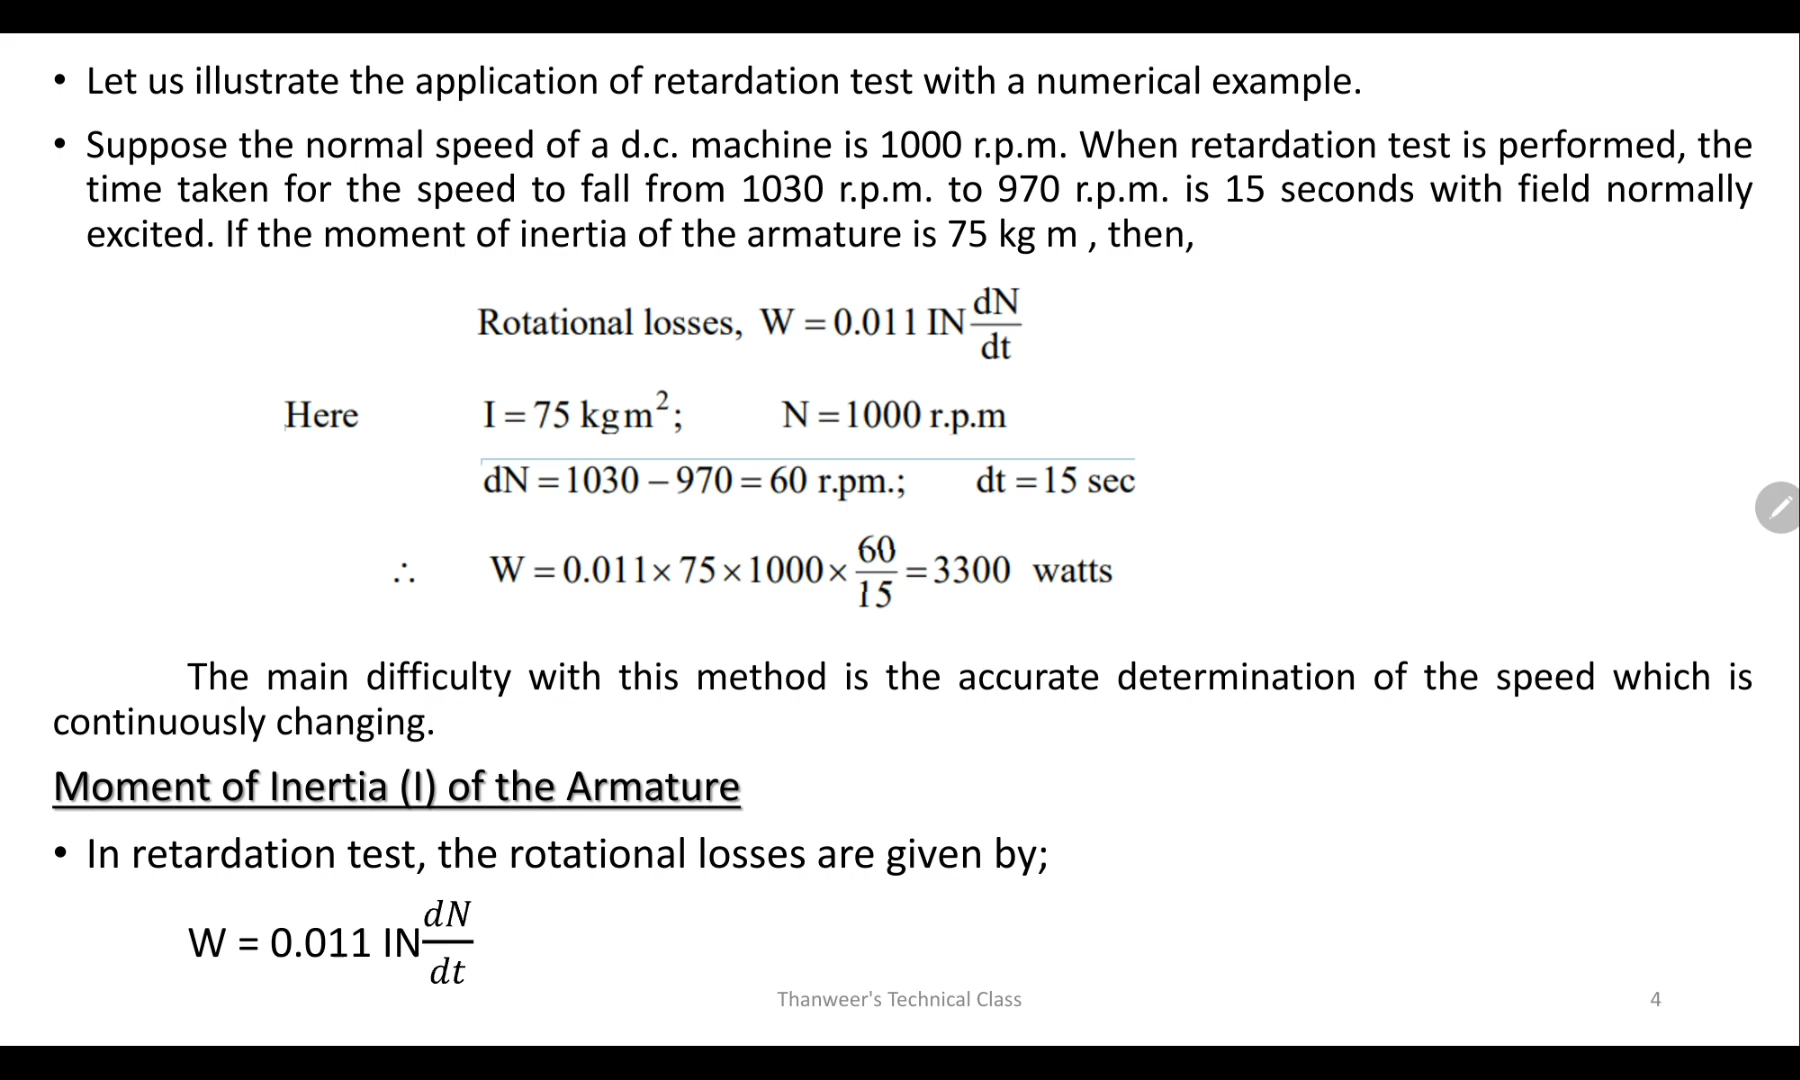 • Let us illustrate the application of retardation test with a numerical example.
• Suppose the normal speed of a d.c. machine is 1000 r.p.m. When retardation test is performed, the
time taken for the speed to fall from 1030 r.p.m. to 970 r.p.m. is 15 seconds with field normally
excited. If the moment of inertia of the armature is 75 kg m , then,
Rotational losses, W = 0.011 IN dN/dt
Here I = 75 kg m²; N = 1000 r.p.m
dN = 1030 – 970 = 60 r.pm.; dt = 15 sec
∴ W = 0.011 × 75 × 1000 × 60/15 = 3300 watts
The main difficulty with this method is the accurate determination of the speed which is
continuously changing.
Moment of Inertia (I) of the Armature
• In retardation test, the rotational losses are given by;
W = 0.011 IN dN/dt
Thanweer's Technical Class 4